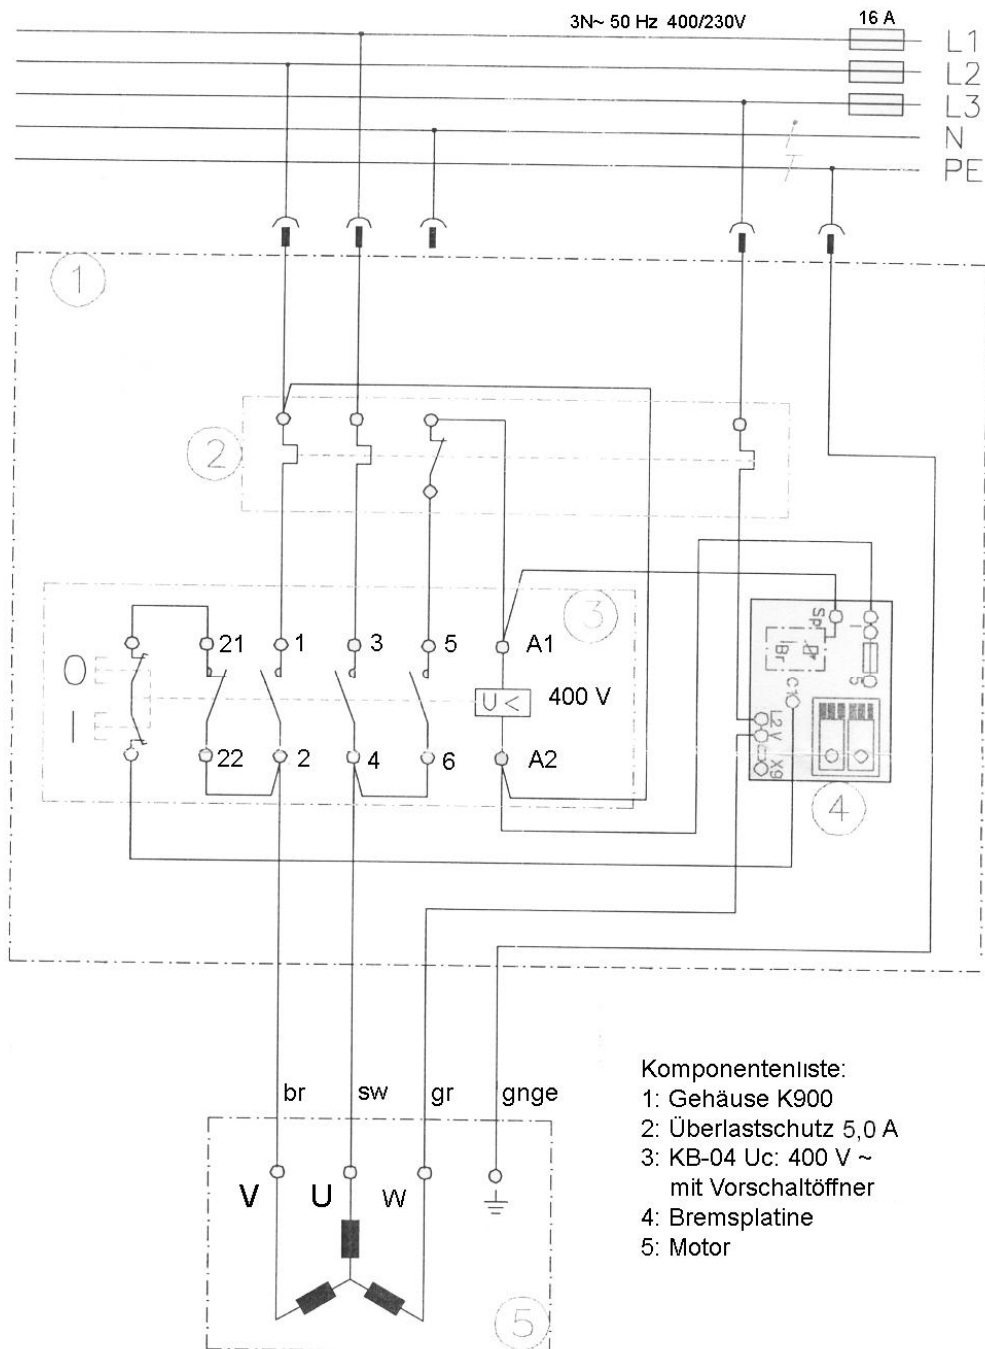 3N~ 50 Hz 400/230V
16 A
L1
L2
L3
N
PE
1
2
3
0
21
1
3
5
A1
U <
400 V
I
22
2
4
6
A2
Sp
1
Br
5
C1
L2
V
X9
4
br
sw
gr
gnge
V
U
W
5
Komponentenliste:
1: Gehäuse K900
2: Überlastschutz 5,0 A
3: KB-04 Uc: 400 V ~
mit Vorschaltöffner
4: Bremsplatine
5: Motor